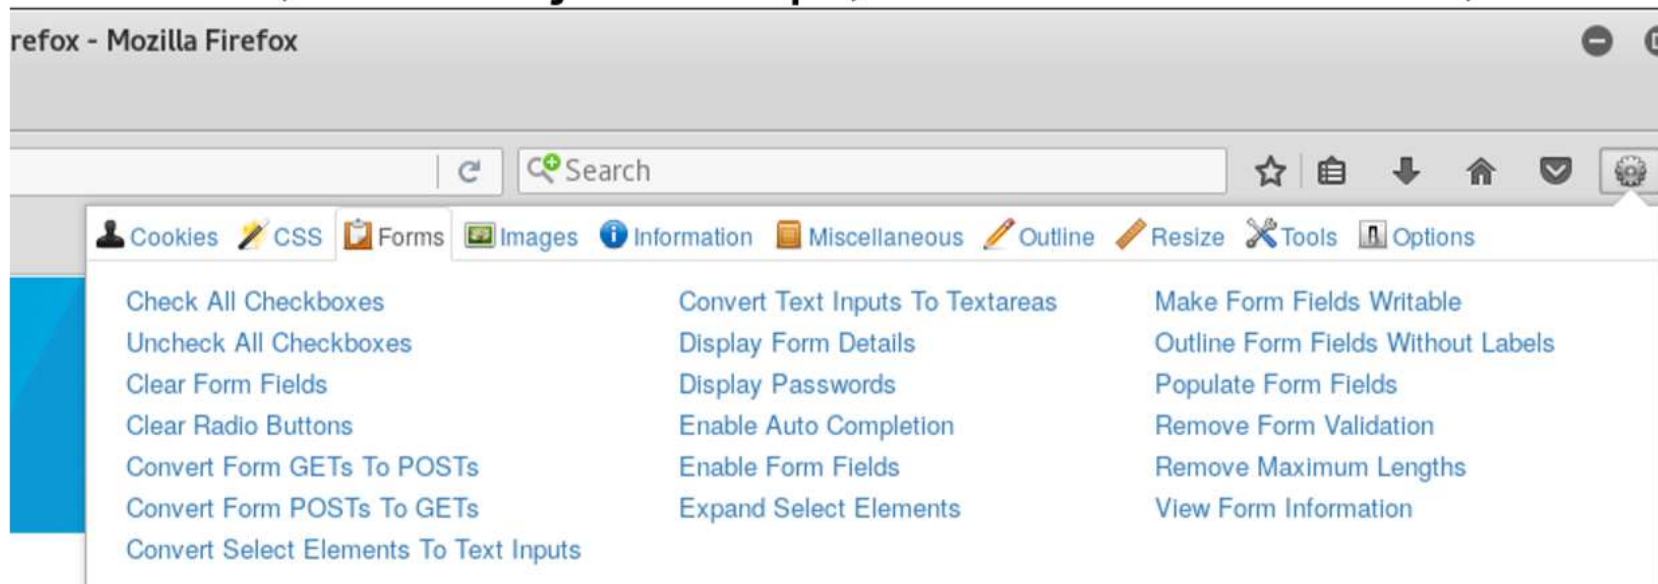 refox - Mozilla Firefox
Search
Cookies CSS Forms Images Information Miscellaneous Outline Resize Tools Options
Check All Checkboxes Convert Text Inputs To Textareas Make Form Fields Writable
Uncheck All Checkboxes Display Form Details Outline Form Fields Without Labels
Clear Form Fields Display Passwords Populate Form Fields
Clear Radio Buttons Enable Auto Completion Remove Form Validation
Convert Form GETs To POSTs Enable Form Fields Remove Maximum Lengths
Convert Form POSTs To GETs Expand Select Elements View Form Information
Convert Select Elements To Text Inputs